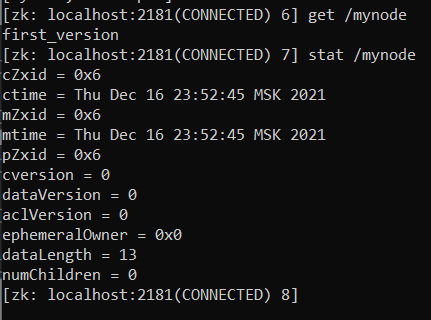 [zk: localhost:2181(CONNECTED) 6] get /mynode
first_version
[zk: localhost:2181(CONNECTED) 7] stat /mynode
cZxid = 0x6
ctime = Thu Dec 16 23:52:45 MSK 2021
mZxid = 0x6
mtime = Thu Dec 16 23:52:45 MSK 2021
pZxid = 0x6
cversion = 0
dataVersion = 0
aclVersion = 0
ephemeralOwner = 0x0
dataLength = 13
numChildren = 0
[zk: localhost:2181(CONNECTED) 8]